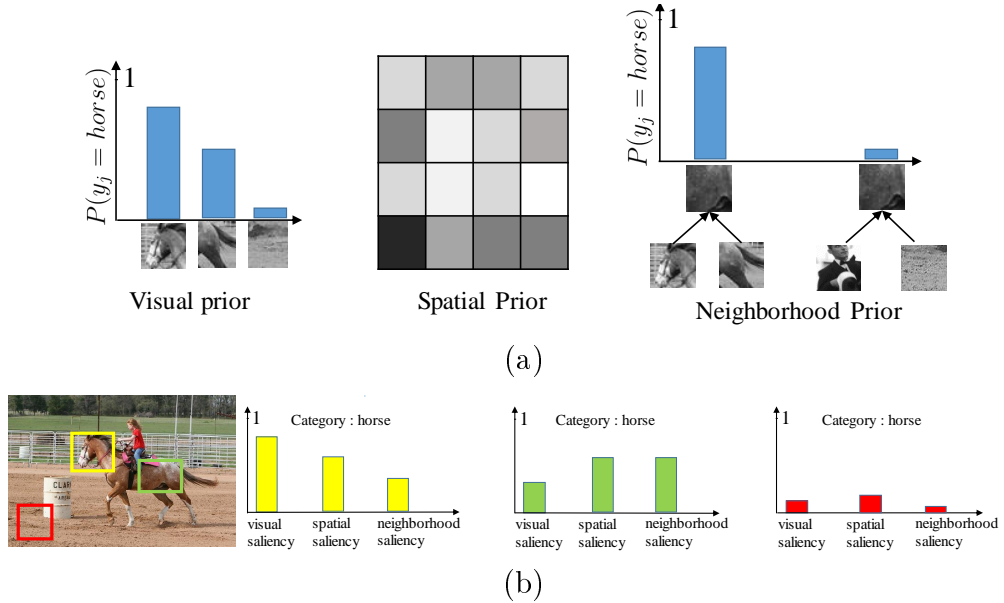 1
P(y_j = horse)
Visual prior
Spatial Prior
1
P(y_j = horse)
Neighborhood Prior
(a)
CLAR
1
Category : horse
visual saliency
spatial saliency
neighborhood saliency
1
Category : horse
visual saliency
spatial saliency
neighborhood saliency
1
Category : horse
visual saliency
spatial saliency
neighborhood saliency
(b)